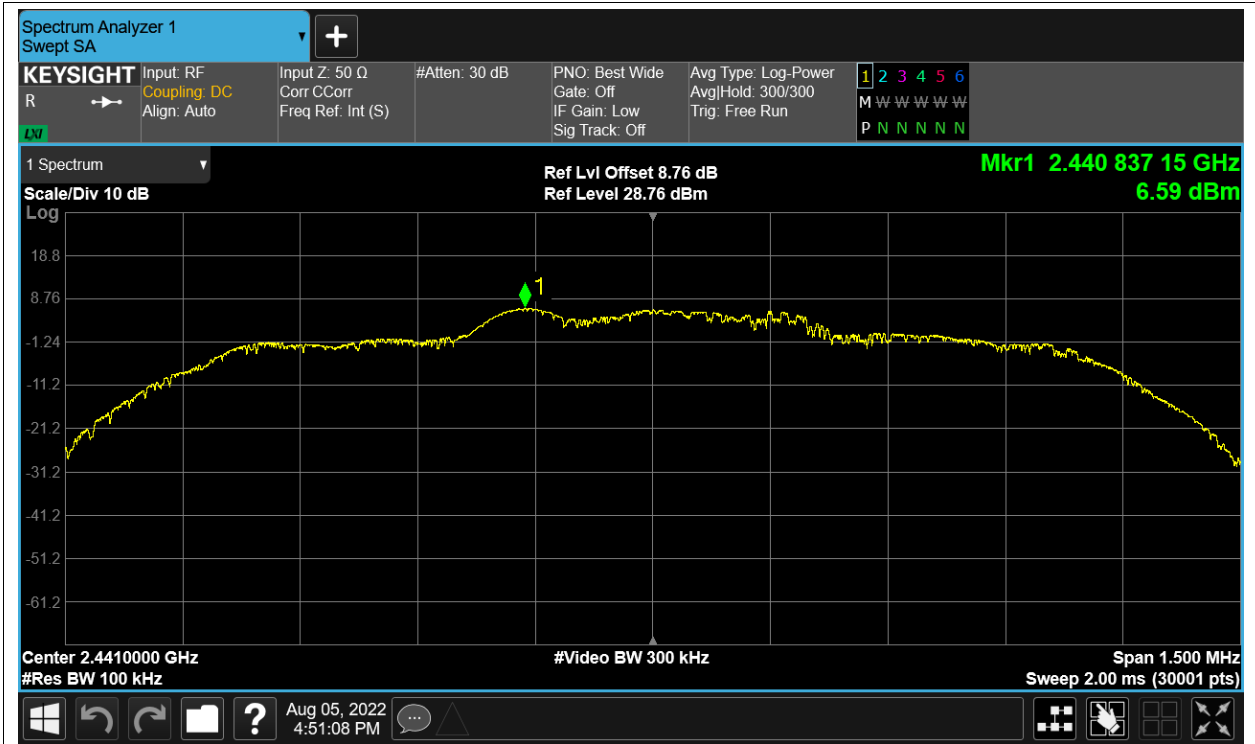 Spectrum Analyzer 1
Swept SA
+
KEYSIGHT
R
LXI
Input: RF
Coupling: DC
Align: Auto
Input Z: 50 Ω
Corr CCorr
Freq Ref: Int (S)
#Atten: 30 dB
PNO: Best Wide
Gate: Off
IF Gain: Low
Sig Track: Off
Avg Type: Log-Power
Avg|Hold: 300/300
Trig: Free Run
1 2 3 4 5 6
M W W W W W
P N N N N N
1 Spectrum
Scale/Div 10 dB
Log
Ref Lvl Offset 8.76 dB
Ref Level 28.76 dBm
Mkr1 2.440 837 15 GHz
6.59 dBm
18.8
8.76
-1.24
-11.2
-21.2
-31.2
-41.2
-51.2
-61.2
1
Center 2.4410000 GHz
#Res BW 100 kHz
#Video BW 300 kHz
Span 1.500 MHz
Sweep 2.00 ms (30001 pts)
?
Aug 05, 2022
4:51:08 PM